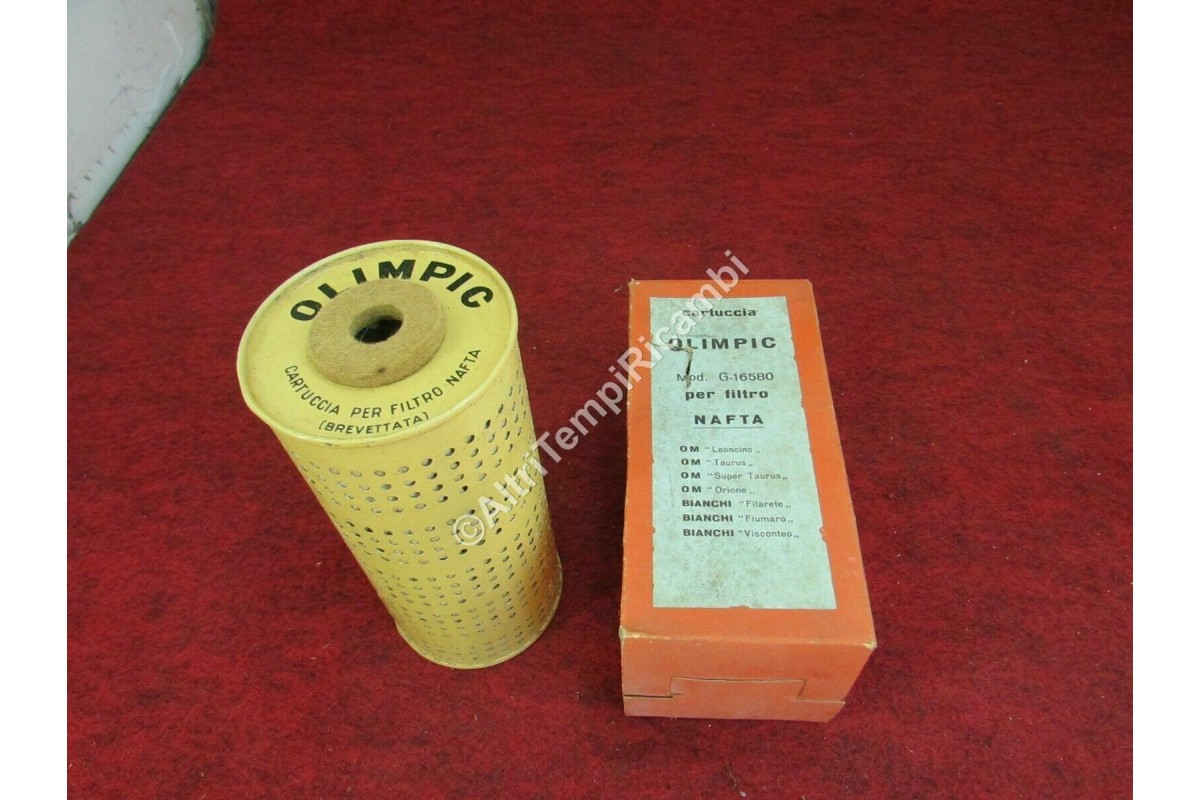 OLIMPIC
CARTUCCIA PER FILTRO NAFTA
(BREVETTATA)
cartuccia
OLIMPIC
Mod. G-16580
per filtro
NAFTA
OM "Leoncino„
OM "Taurus„
OM "Super Taurus„
OM "Orione„
BIANCHI "Filarete„
BIANCHI "Fiumaro„
BIANCHI "Visconteo„
©AltriTempiRicambi